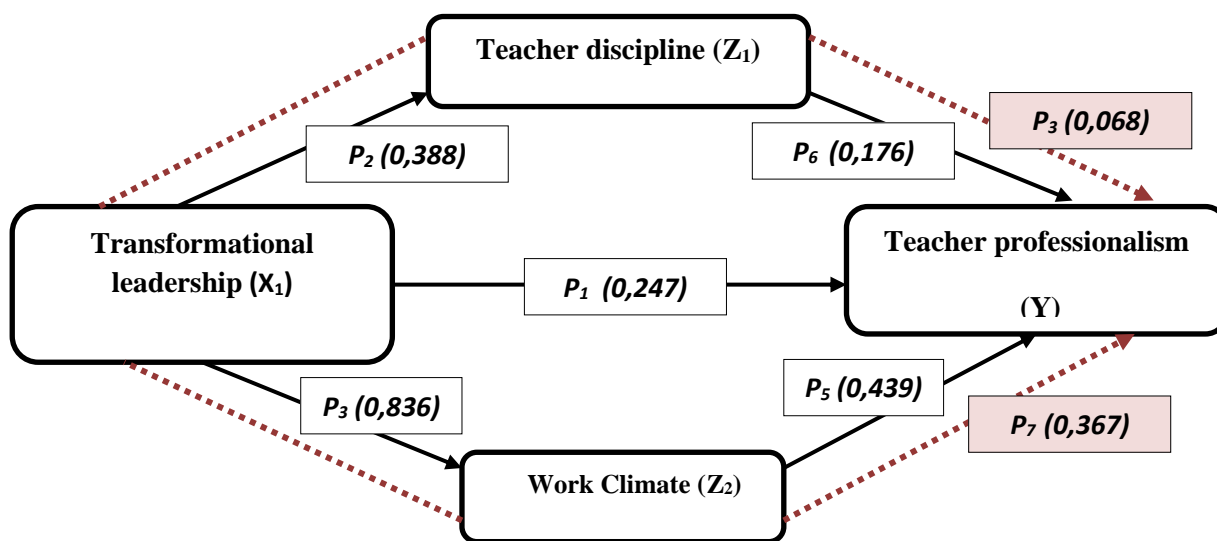 Teacher discipline (Z₁)
P₃ (0,068)
P₂ (0,388)
P₆ (0,176)
Transformational
leadership (X₁)
Teacher professionalism
(Y)
P₁ (0,247)
P₃ (0,836)
P₅ (0,439)
P₇ (0,367)
Work Climate (Z₂)